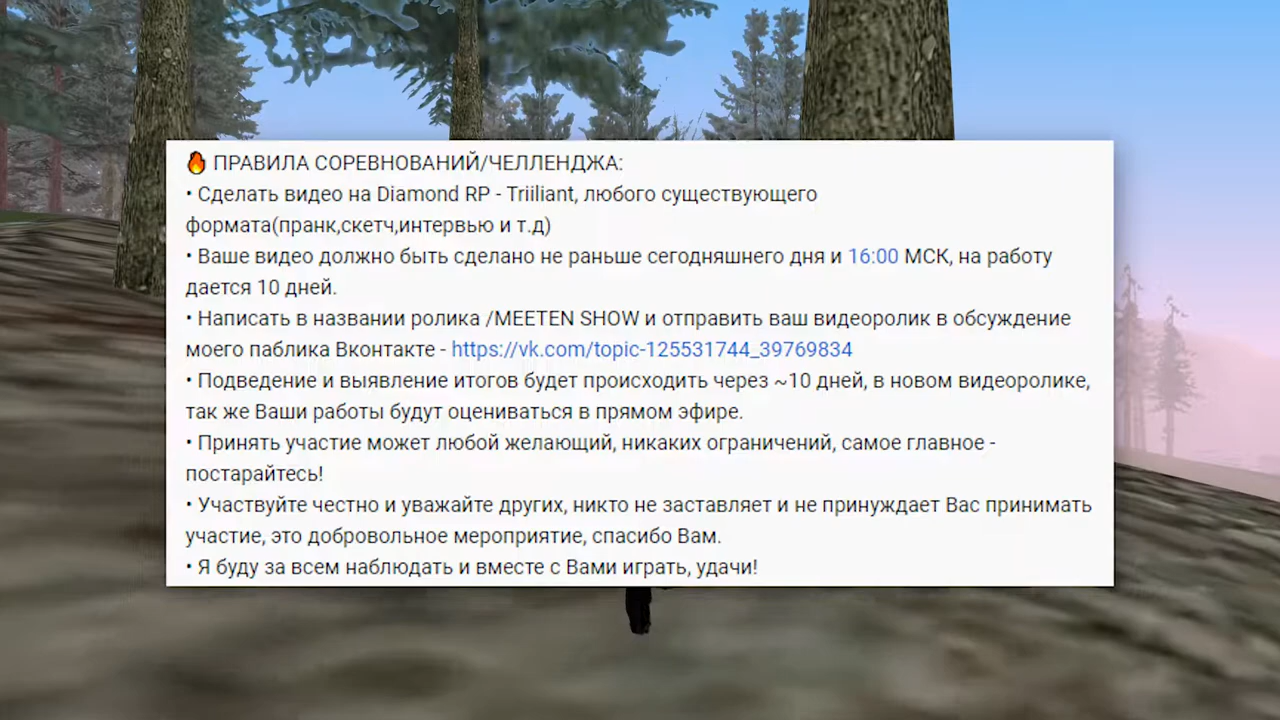 🔥 ПРАВИЛА СОРЕВНОВАНИЙ/ЧЕЛЛЕНДЖА:
• Сделать видео на Diamond RP - Triiliant, любого существующего
формата(пранк,скетч,интервью и т.д)
• Ваше видео должно быть сделано не раньше сегодняшнего дня и 16:00 МСК, на работу
дается 10 дней.
• Написать в названии ролика /MEETEN SHOW и отправить ваш видеоролик в обсуждение
моего паблика Вконтакте - https://vk.com/topic-125531744_39769834
• Подведение и выявление итогов будет происходить через ~10 дней, в новом видеоролике,
так же Ваши работы будут оцениваться в прямом эфире.
• Принять участие может любой желающий, никаких ограничений, самое главное -
постарайтесь!
• Участвуйте честно и уважайте других, никто не заставляет и не принуждает Вас принимать
участие, это добровольное мероприятие, спасибо Вам.
• Я буду за всем наблюдать и вместе с Вами играть, удачи!